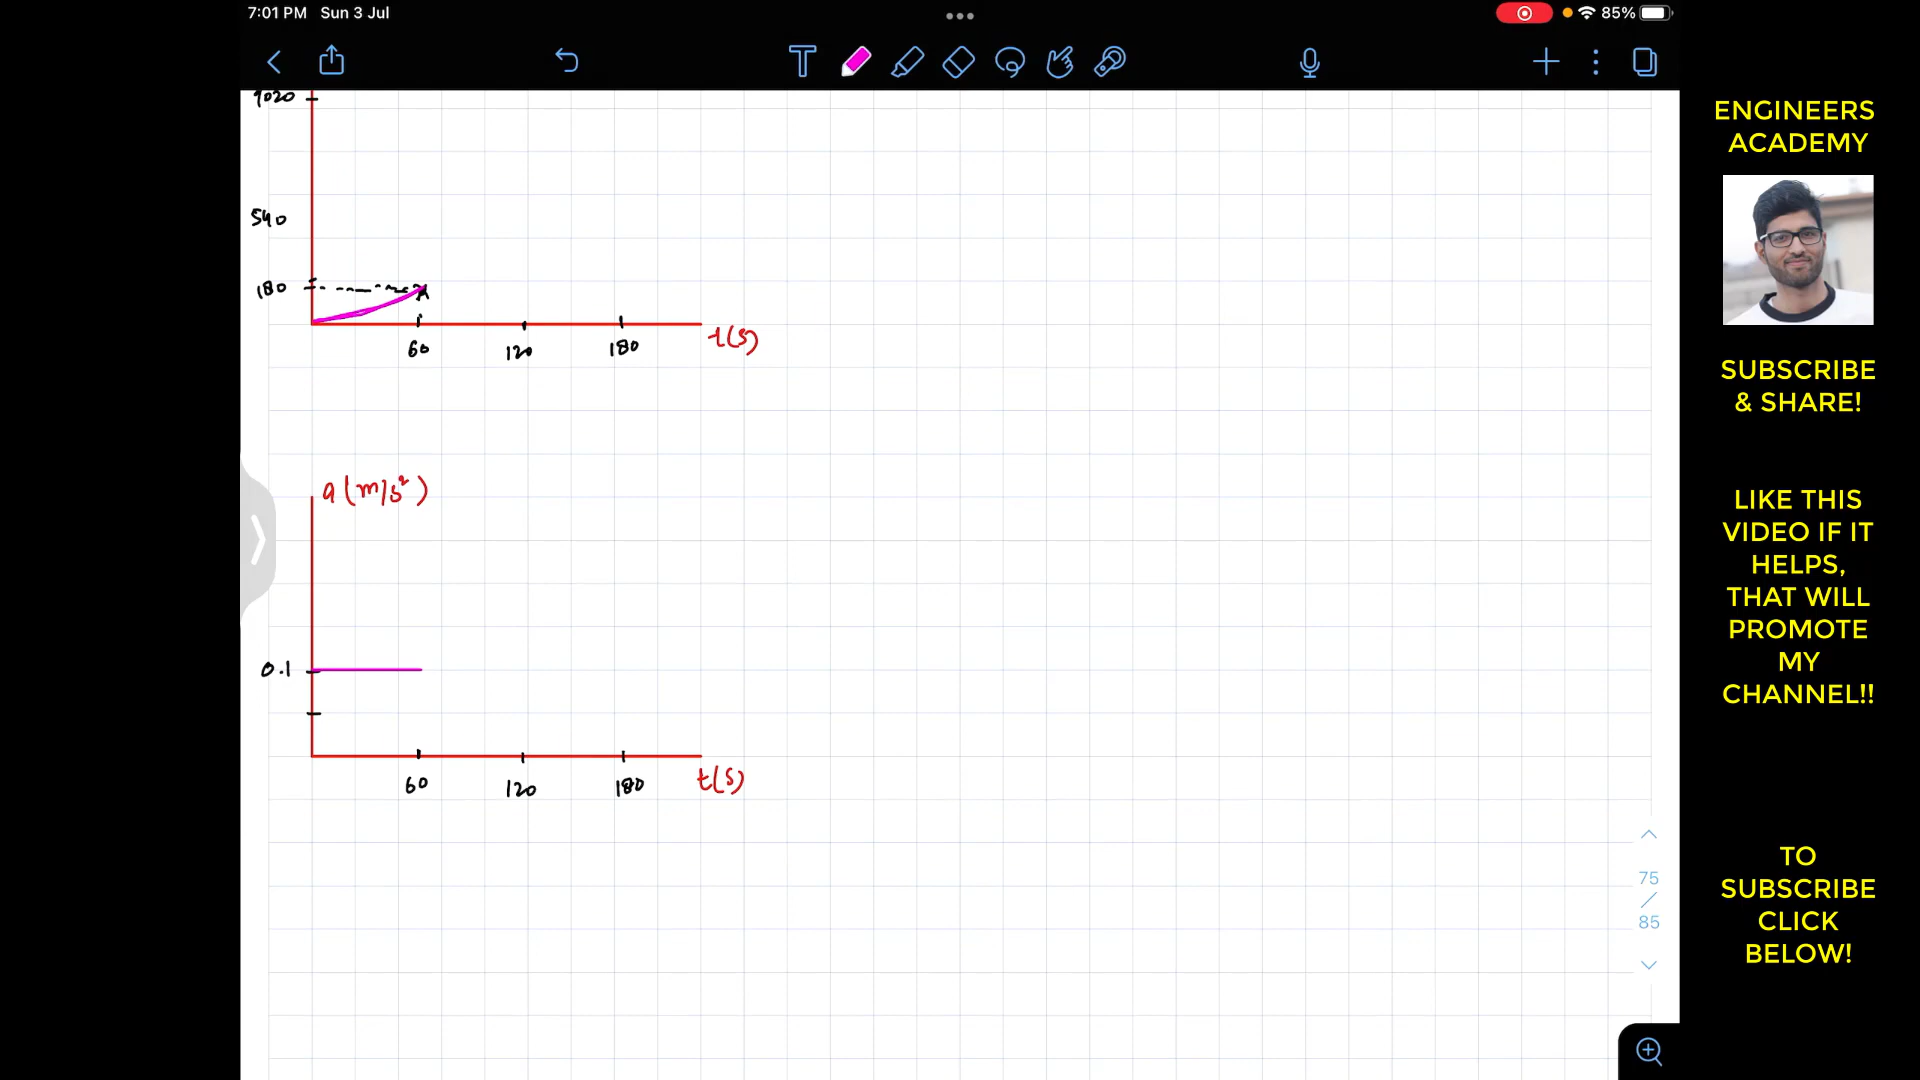 7:01 PM Sun 3 Jul
85%
1020
540
180
60 120 180 t(s)
a (m/s²)
0.1
60 120 180 t(s)
75
85
ENGINEERS
ACADEMY
SUBSCRIBE
& SHARE!
LIKE THIS
VIDEO IF IT
HELPS,
THAT WILL
PROMOTE
MY
CHANNEL!!
TO
SUBSCRIBE
CLICK
BELOW!